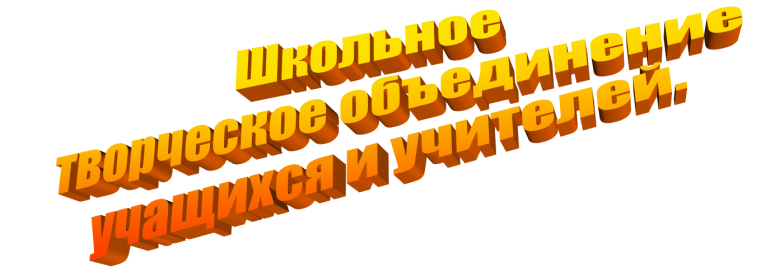 Школьное
творческое объединение
учащихся и учителей.